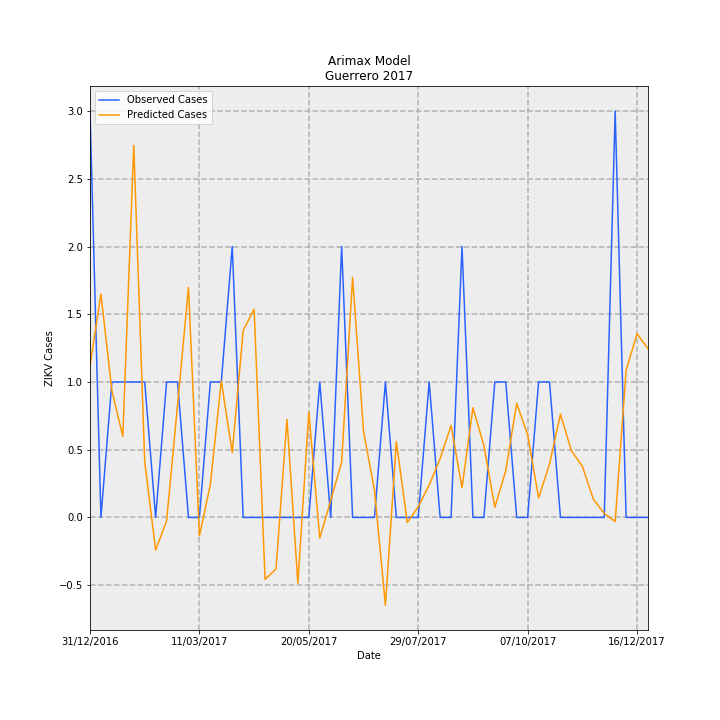 Arimax Model
Guerrero 2017
Observed Cases
Predicted Cases
3.0
2.5
2.0
1.5
1.0
0.5
0.0
−0.5
ZIKV Cases
31/12/2016 11/03/2017 20/05/2017 29/07/2017 07/10/2017 16/12/2017
Date